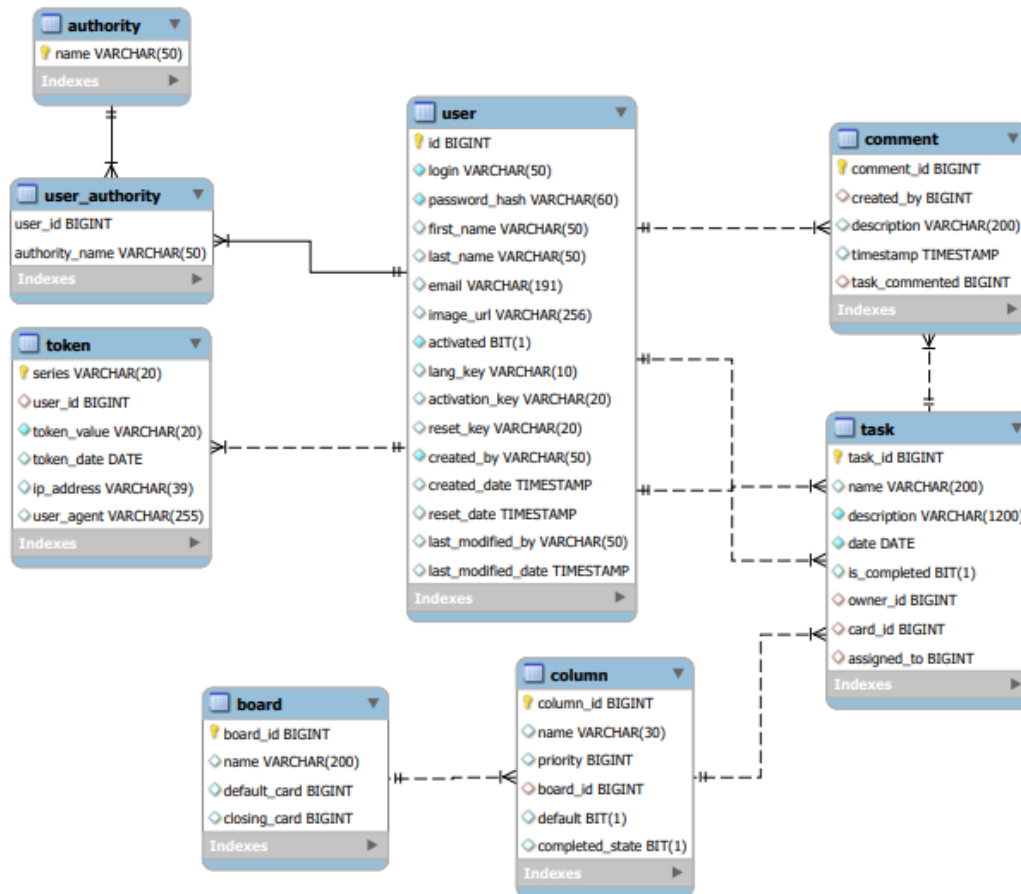 authority
name VARCHAR(50)
Indexes
user_authority
user_id BIGINT
authority_name VARCHAR(50)
Indexes
token
series VARCHAR(20)
user_id BIGINT
token_value VARCHAR(20)
token_date DATE
ip_address VARCHAR(39)
user_agent VARCHAR(255)
Indexes
user
id BIGINT
login VARCHAR(50)
password_hash VARCHAR(60)
first_name VARCHAR(50)
last_name VARCHAR(50)
email VARCHAR(191)
image_url VARCHAR(256)
activated BIT(1)
lang_key VARCHAR(10)
activation_key VARCHAR(20)
reset_key VARCHAR(20)
created_by VARCHAR(50)
created_date TIMESTAMP
reset_date TIMESTAMP
last_modified_by VARCHAR(50)
last_modified_date TIMESTAMP
Indexes
comment
comment_id BIGINT
created_by BIGINT
description VARCHAR(200)
timestamp TIMESTAMP
task_commented BIGINT
Indexes
task
task_id BIGINT
name VARCHAR(200)
description VARCHAR(1200)
date DATE
is_completed BIT(1)
owner_id BIGINT
card_id BIGINT
assigned_to BIGINT
Indexes
board
board_id BIGINT
name VARCHAR(200)
default_card BIGINT
closing_card BIGINT
Indexes
column
column_id BIGINT
name VARCHAR(30)
priority BIGINT
board_id BIGINT
default BIT(1)
completed_state BIT(1)
Indexes